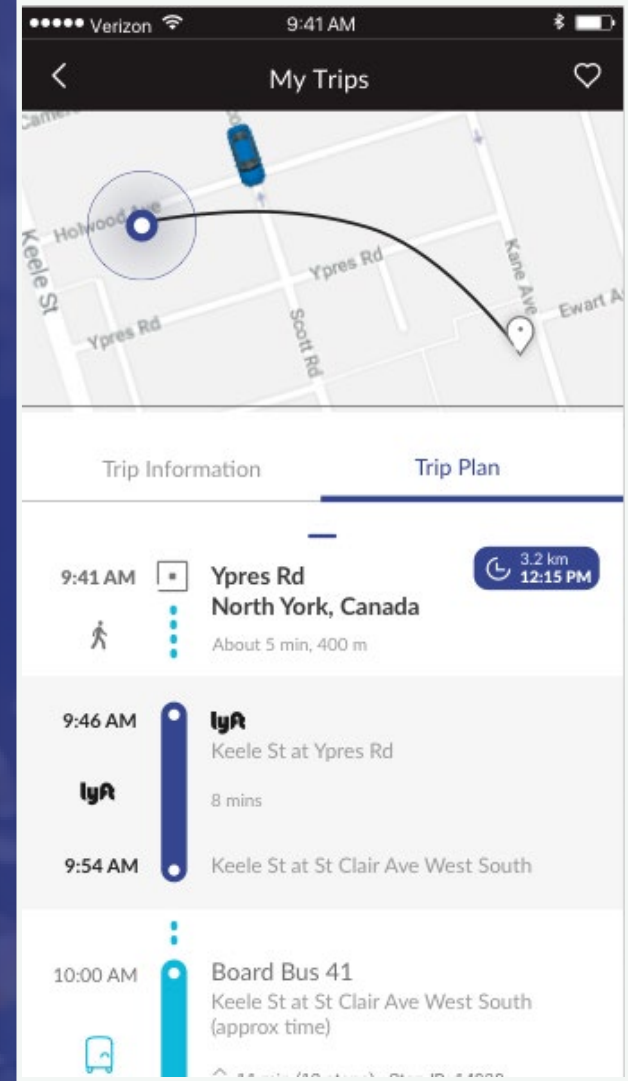 Verizon
9:41 AM
My Trips
Holwood Ave
Keele St
Ypres Rd
Ypres Rd
Scott Rd
Kane Ave
Ewart
Trip Information
Trip Plan
9:41 AM
Ypres Rd
North York, Canada
About 5 min, 400 m
3.2 km
12:15 PM
9:46 AM
lyft
Keele St at Ypres Rd
lyft
8 mins
9:54 AM
Keele St at St Clair Ave West South
10:00 AM
Board Bus 41
Keele St at St Clair Ave West South
(approx time)